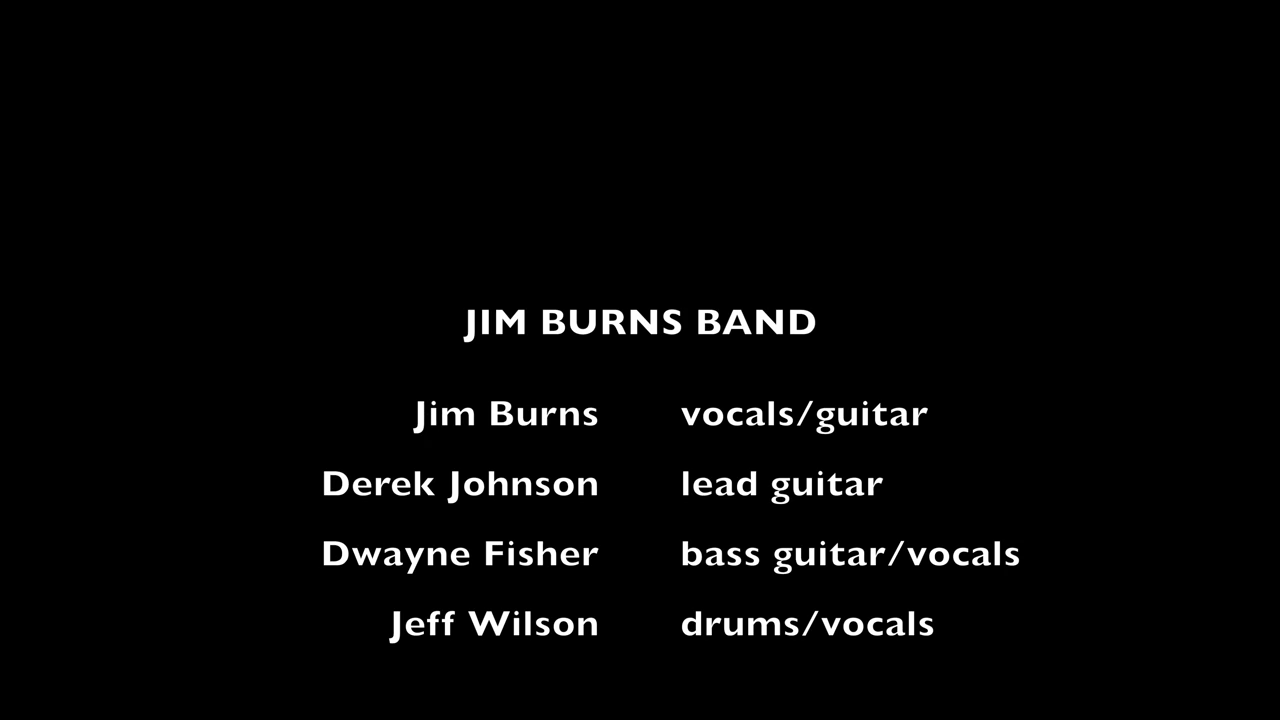 JIM BURNS BAND
Jim Burns vocals/guitar
Derek Johnson lead guitar
Dwayne Fisher bass guitar/vocals
Jeff Wilson drums/vocals